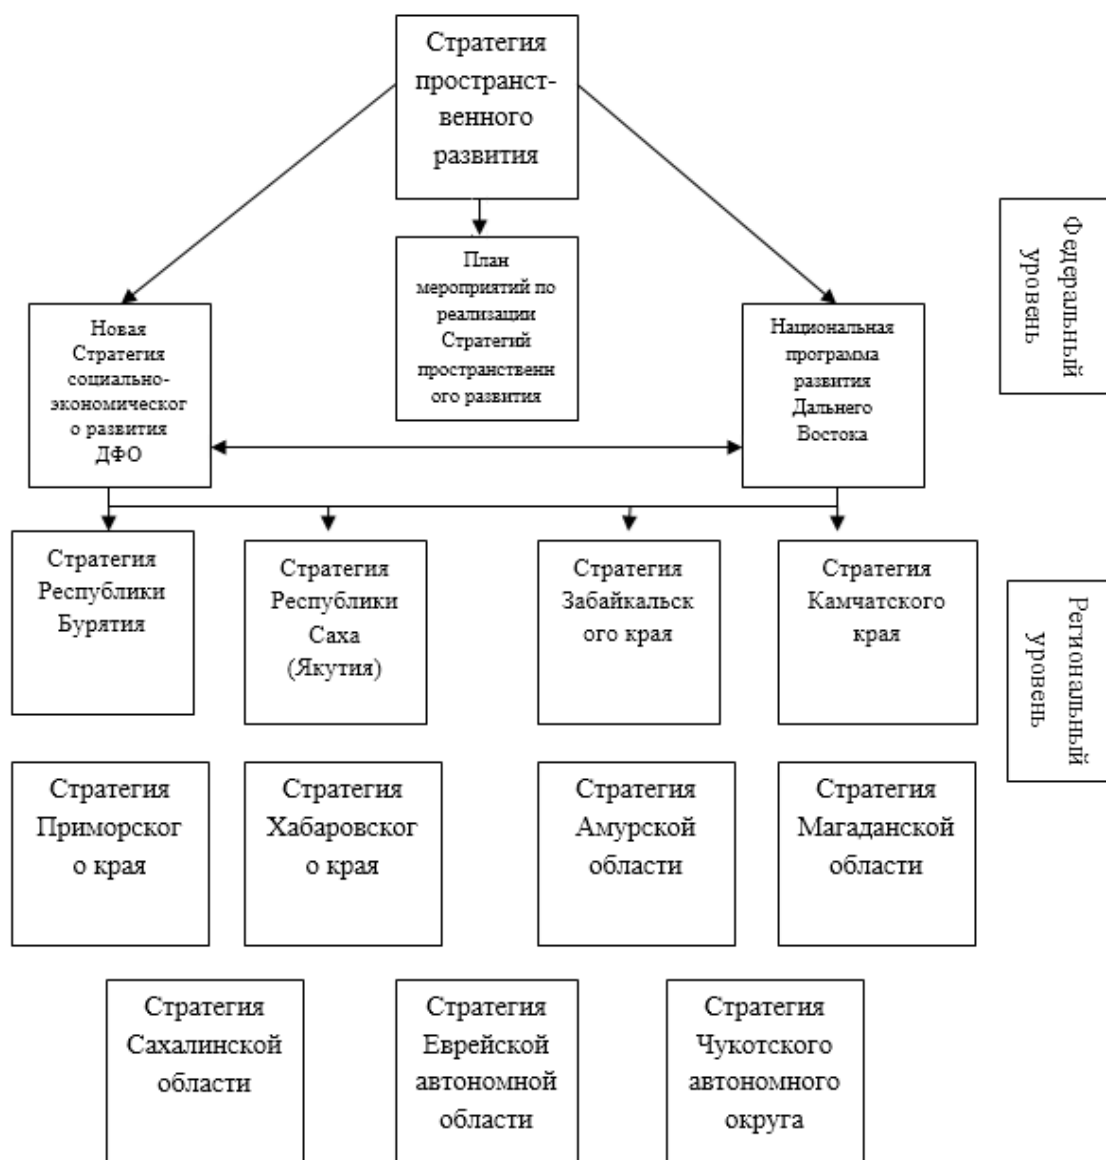 Стратегия
пространст-
венного
развития
План
мероприятий по
реализации
Стратегий
пространственн
ого развития
Новая
Стратегия
социально-
экономическог
о развития
ДФО
Национальная
программа
развития
Дальнего
Востока
Федеральный
уровень
Стратегия
Республики
Бурятия
Стратегия
Республики
Саха
(Якутия)
Стратегия
Забайкальск
ого края
Стратегия
Камчатского
края
Региональный
уровень
Стратегия
Приморског
о края
Стратегия
Хабаровског
о края
Стратегия
Амурской
области
Стратегия
Магаданской
области
Стратегия
Сахалинской
области
Стратегия
Еврейской
автономной
области
Стратегия
Чукотского
автономного
округа